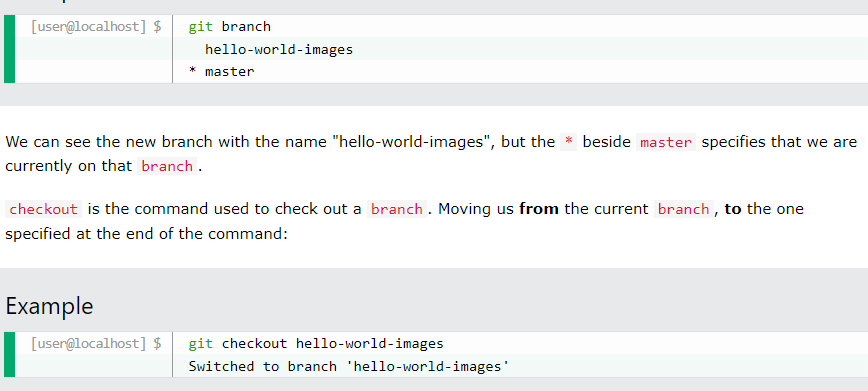 [user@localhost] $ git branch
hello-world-images
* master
We can see the new branch with the name "hello-world-images", but the * beside master specifies that we are
currently on that branch.
checkout is the command used to check out a branch. Moving us from the current branch, to the one
specified at the end of the command:
Example
[user@localhost] $ git checkout hello-world-images
Switched to branch 'hello-world-images'